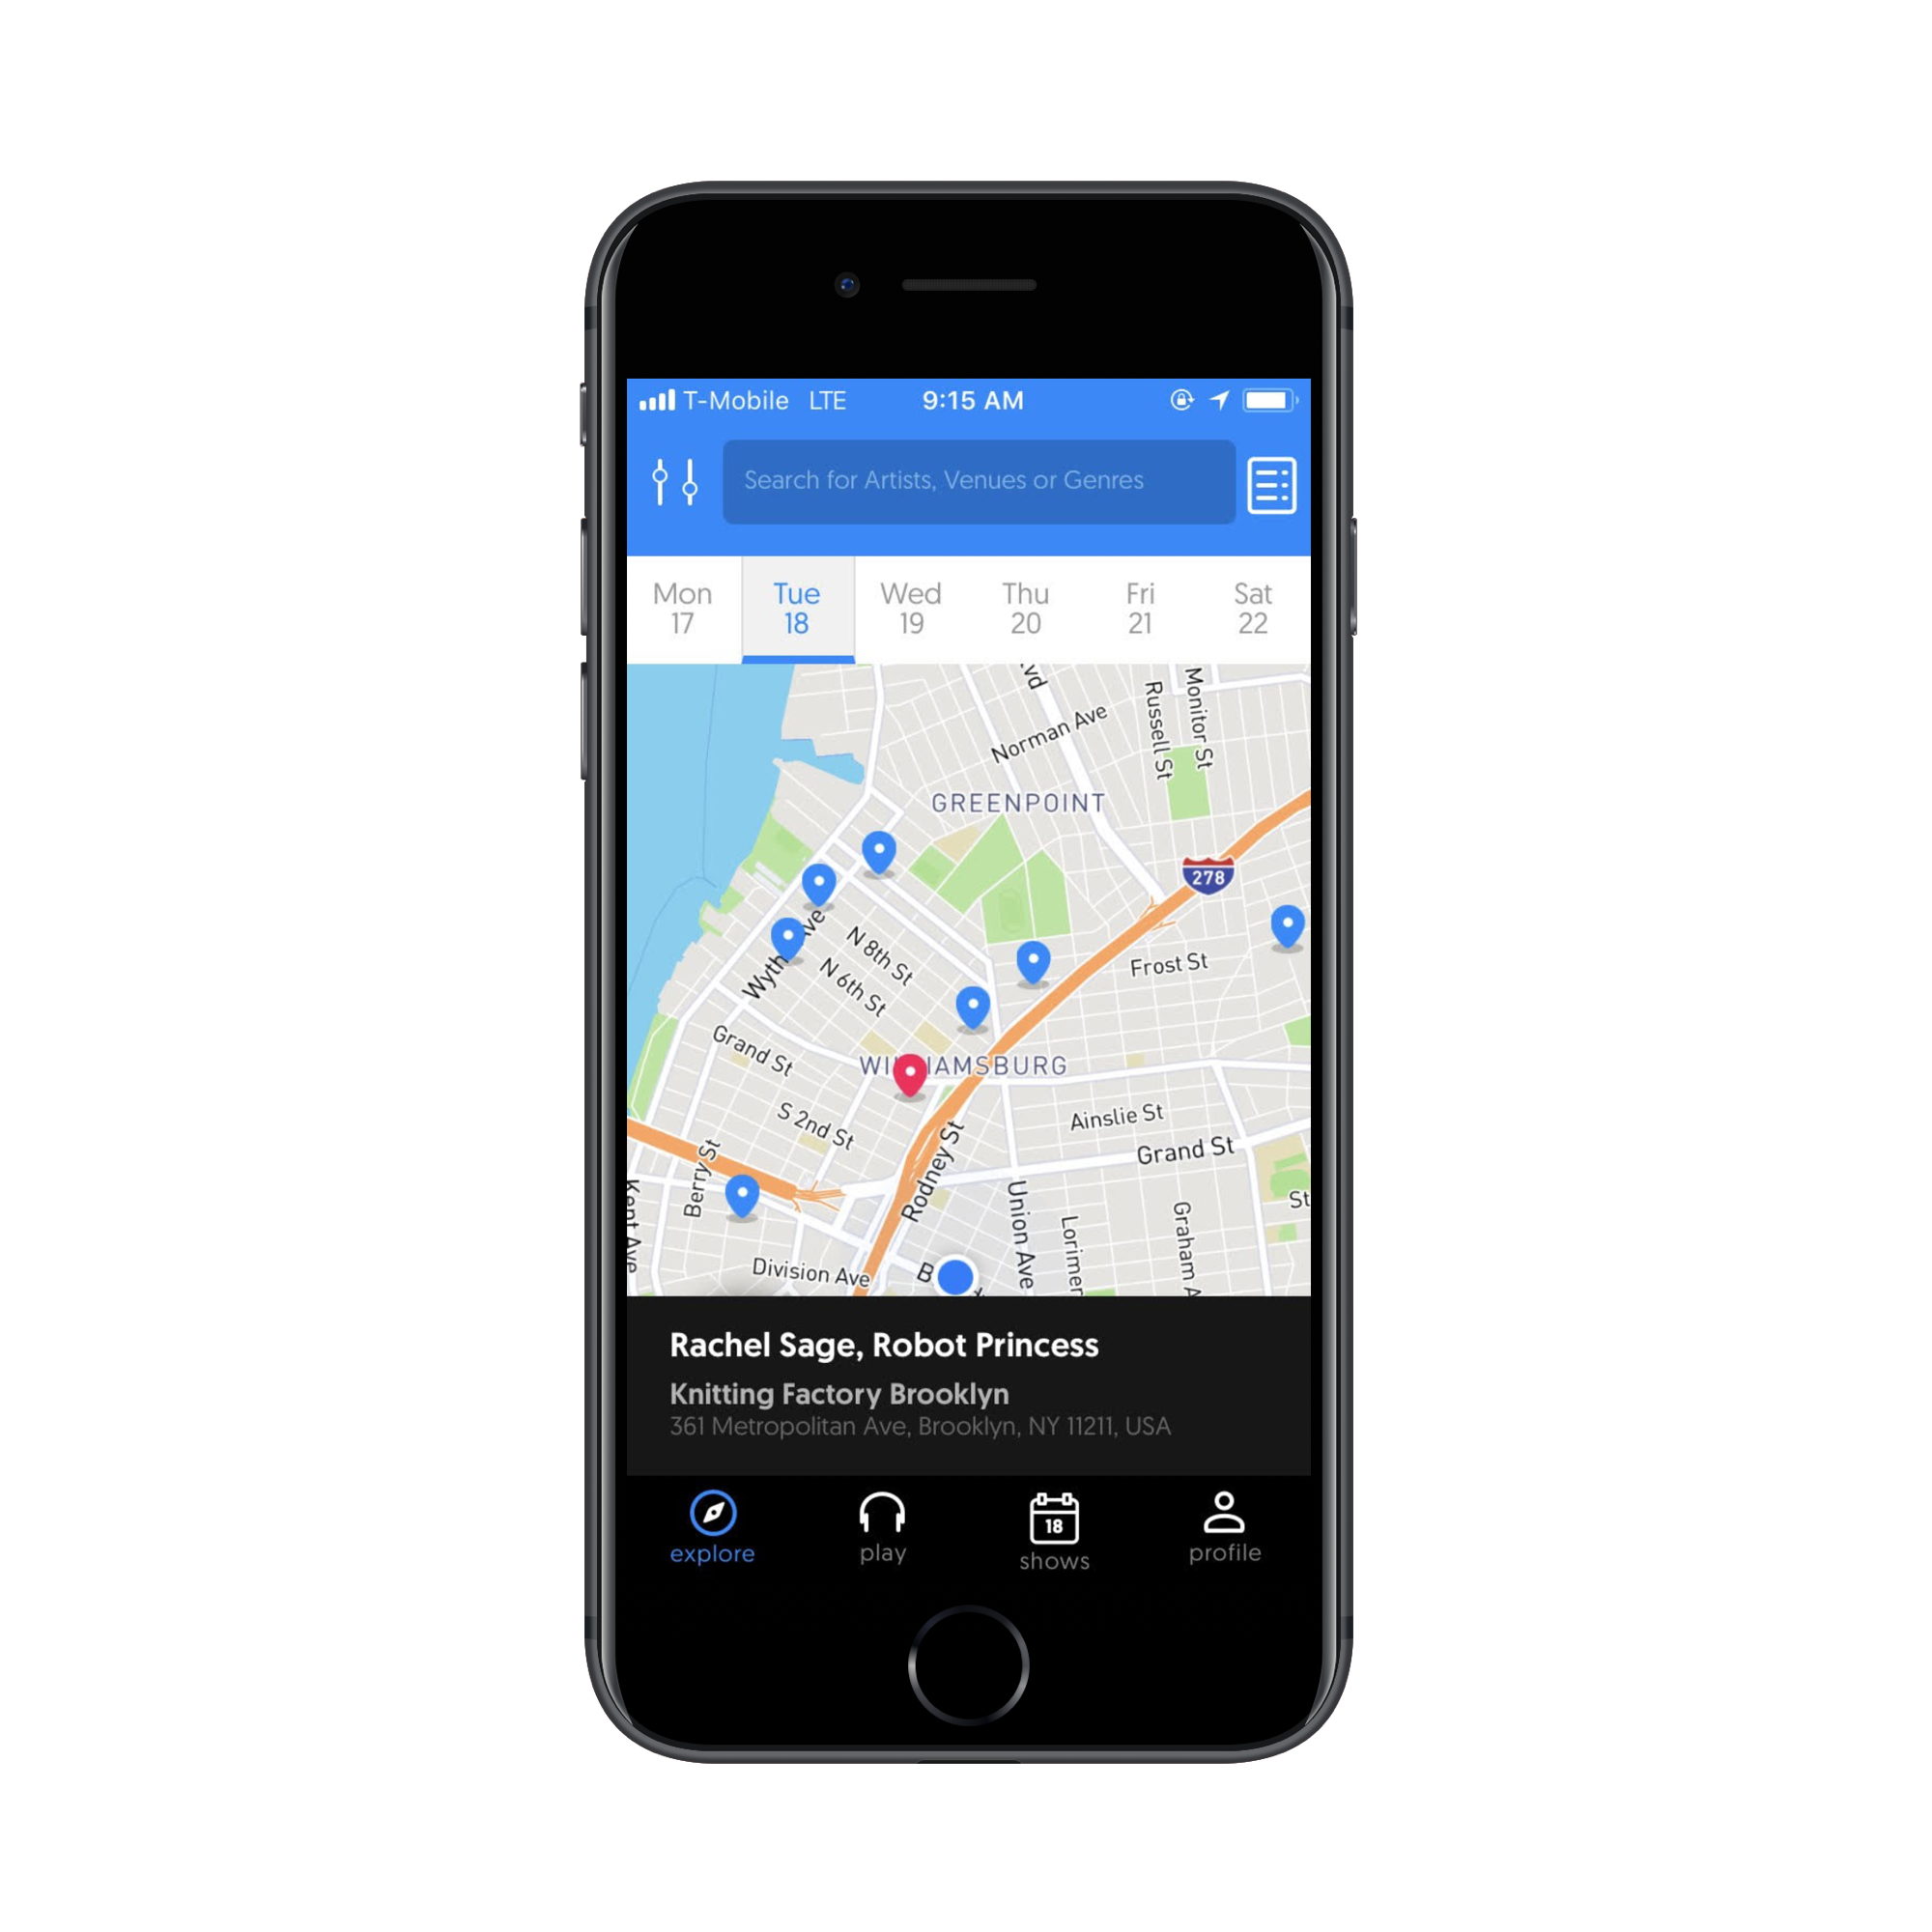 T-Mobile LTE 9:15 AM
Search for Artists, Venues or Genres
Mon Tue Wed Thu Fri Sat
17 18 19 20 21 22
Norman Ave
Russell St
Monitor St
GREENPOINT
278
N 8th St
N 6th St
Frost St
Grand St
WILLIAMSBURG
S 2nd St
Ainslie St
Grand St
Berry St
Rodney St
Kent Ave
Union Ave
Lorimer
Graham A
St
Division Ave
Rachel Sage, Robot Princess
Knitting Factory Brooklyn
361 Metropolitan Ave, Brooklyn, NY 11211, USA
18
explore play shows profile